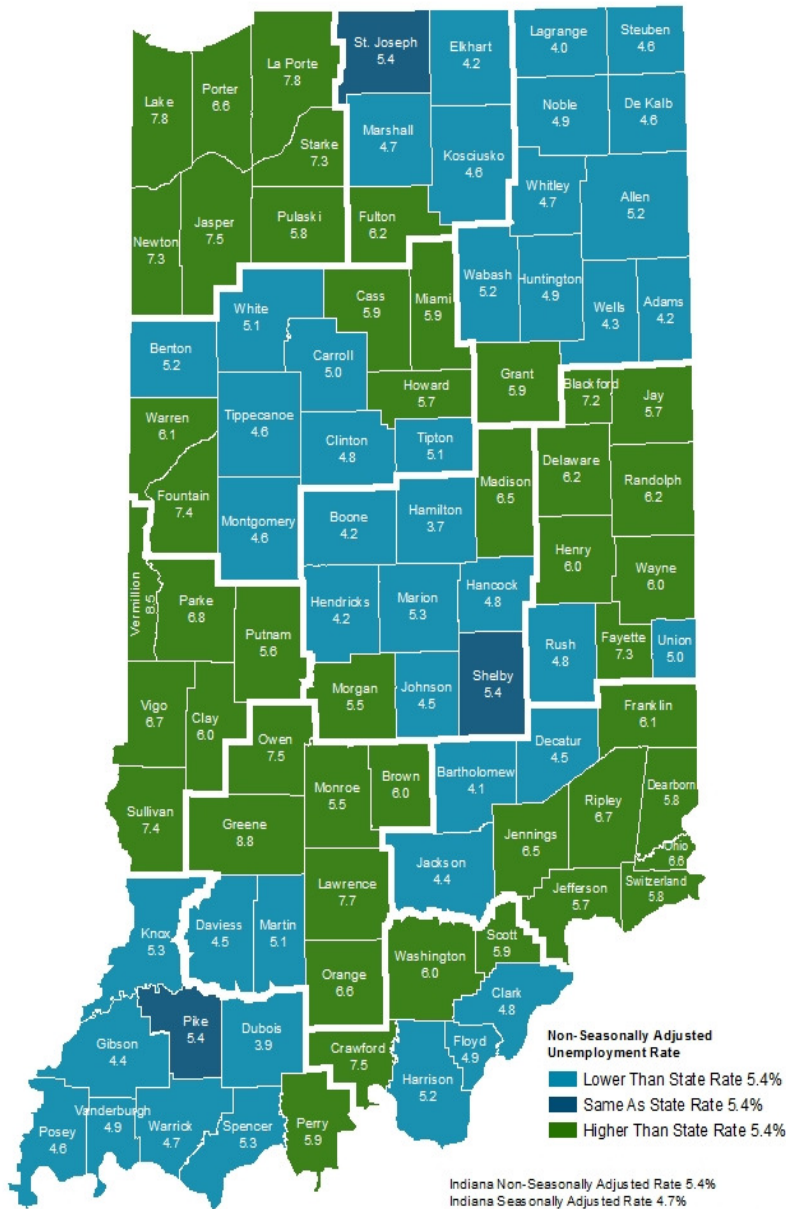 St. Joseph
5.4
Elkhart
4.2
Lagrange
4.0
Steuben
4.6
La Porte
7.8
Porter
6.6
Lake
7.8
Noble
4.9
De Kalb
4.6
Marshall
4.7
Starke
7.3
Kosciusko
4.6
Whitley
4.7
Allen
5.2
Newton
7.3
Jasper
7.5
Pulaski
5.8
Fulton
6.2
Wabash
5.2
Huntington
4.9
Wells
4.3
Adams
4.2
White
5.1
Cass
5.9
Miami
5.9
Benton
5.2
Carroll
5.0
Grant
5.9
Howard
5.7
Blackford
7.2
Jay
5.7
Warren
6.1
Tippecanoe
4.6
Clinton
4.8
Tipton
5.1
Madison
6.5
Delaware
6.2
Randolph
6.2
Fountain
7.4
Montgomery
4.6
Boone
4.2
Hamilton
3.7
Henry
6.0
Wayne
6.0
Vermillion
8.5
Parke
6.8
Putnam
5.6
Hendricks
4.2
Marion
5.3
Hancock
4.8
Rush
4.8
Fayette
7.3
Union
5.0
Vigo
6.7
Clay
6.0
Morgan
5.5
Johnson
4.5
Shelby
5.4
Franklin
6.1
Owen
7.5
Monroe
5.5
Brown
6.0
Bartholomew
4.1
Decatur
4.5
Sullivan
7.4
Greene
8.8
Jennings
6.5
Ripley
6.7
Dearborn
5.8
Ohio
6.6
Jackson
4.4
Lawrence
7.7
Jefferson
5.7
Switzerland
5.8
Knox
5.3
Daviess
4.5
Martin
5.1
Orange
6.6
Washington
6.0
Scott
5.9
Clark
4.8
Gibson
4.4
Pike
5.4
Dubois
3.9
Crawford
7.5
Harrison
5.2
Floyd
4.9
Posey
4.6
Vanderburgh
4.9
Warrick
4.7
Spencer
5.3
Perry
5.9
Non-Seasonally Adjusted
Unemployment Rate
Lower Than State Rate 5.4%
Same As State Rate 5.4%
Higher Than State Rate 5.4%
Indiana Non-Seasonally Adjusted Rate 5.4%
Indiana Seasonally Adjusted Rate 4.7%